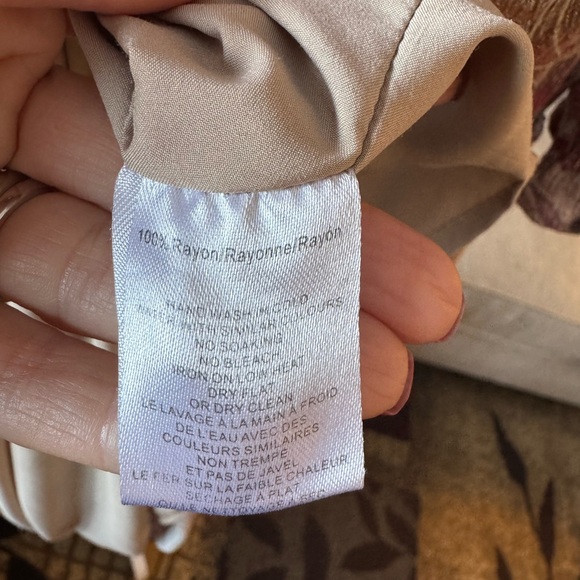 100% Rayon/Rayonne/Rayon
HAND WASH IN COLD
WATER WITH SIMILAR COLOURS
NO SOAKING
NO BLEACH
IRON ON LOW HEAT
DRY FLAT
OR DRY CLEAN
LE LAVAGE À LA MAIN À FROID
DE L'EAU AVEC DES
COULEURS SIMILAIRES
NON TREMPE
ET PAS DE JAVEL
LE FER SUR LA FAIBLE CHALEUR
SÉCHAGE À PLAT